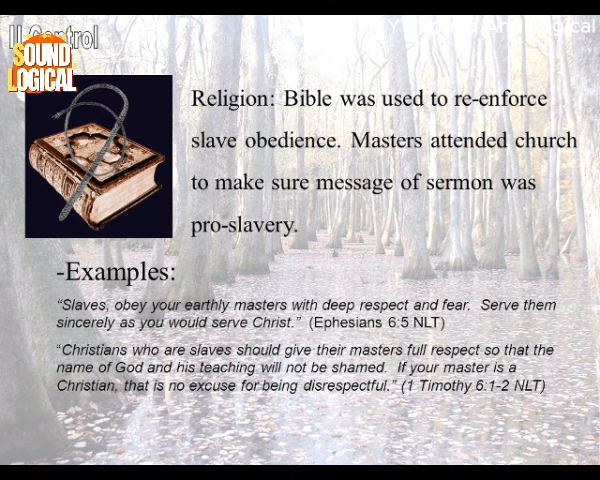 II Control
SOUND
LOGICAL
Religion: Bible was used to re-enforce
slave obedience. Masters attended church
to make sure message of sermon was
pro-slavery.
-Examples:
“Slaves, obey your earthly masters with deep respect and fear. Serve them
sincerely as you would serve Christ.” (Ephesians 6:5 NLT)
“Christians who are slaves should give their masters full respect so that the
name of God and his teaching will not be shamed. If your master is a
Christian, that is no excuse for being disrespectful.” (1 Timothy 6:1-2 NLT)